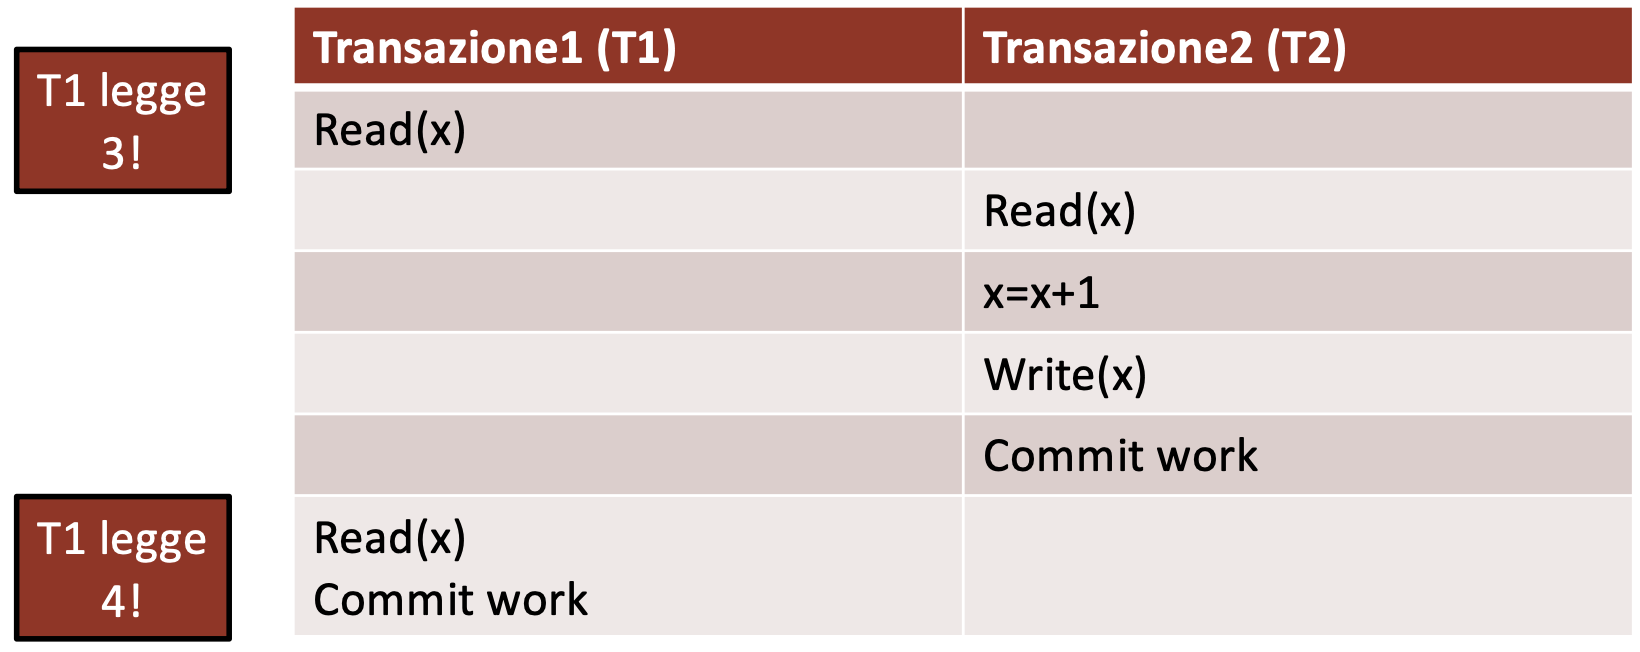 Transazione1 (T1) Transazione2 (T2)
T1 legge
3!
Read(x)
Read(x)
x=x+1
Write(x)
Commit work
T1 legge
4!
Read(x)
Commit work